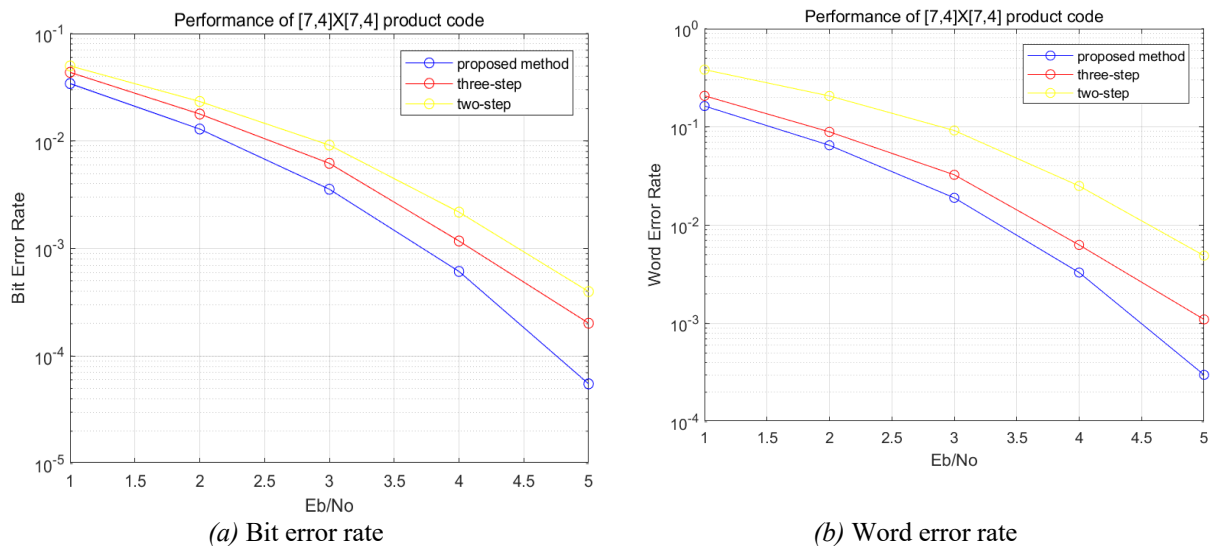 Performance of [7,4]X[7,4] product code
10^-1
10^-2
10^-3
10^-4
10^-5
Bit Error Rate
proposed method
three-step
two-step
1 1.5 2 2.5 3 3.5 4 4.5 5
Eb/No
(a) Bit error rate
Performance of [7,4]X[7,4] product code
10^0
10^-1
10^-2
10^-3
10^-4
Word Error Rate
proposed method
three-step
two-step
1 1.5 2 2.5 3 3.5 4 4.5 5
Eb/No
(b) Word error rate